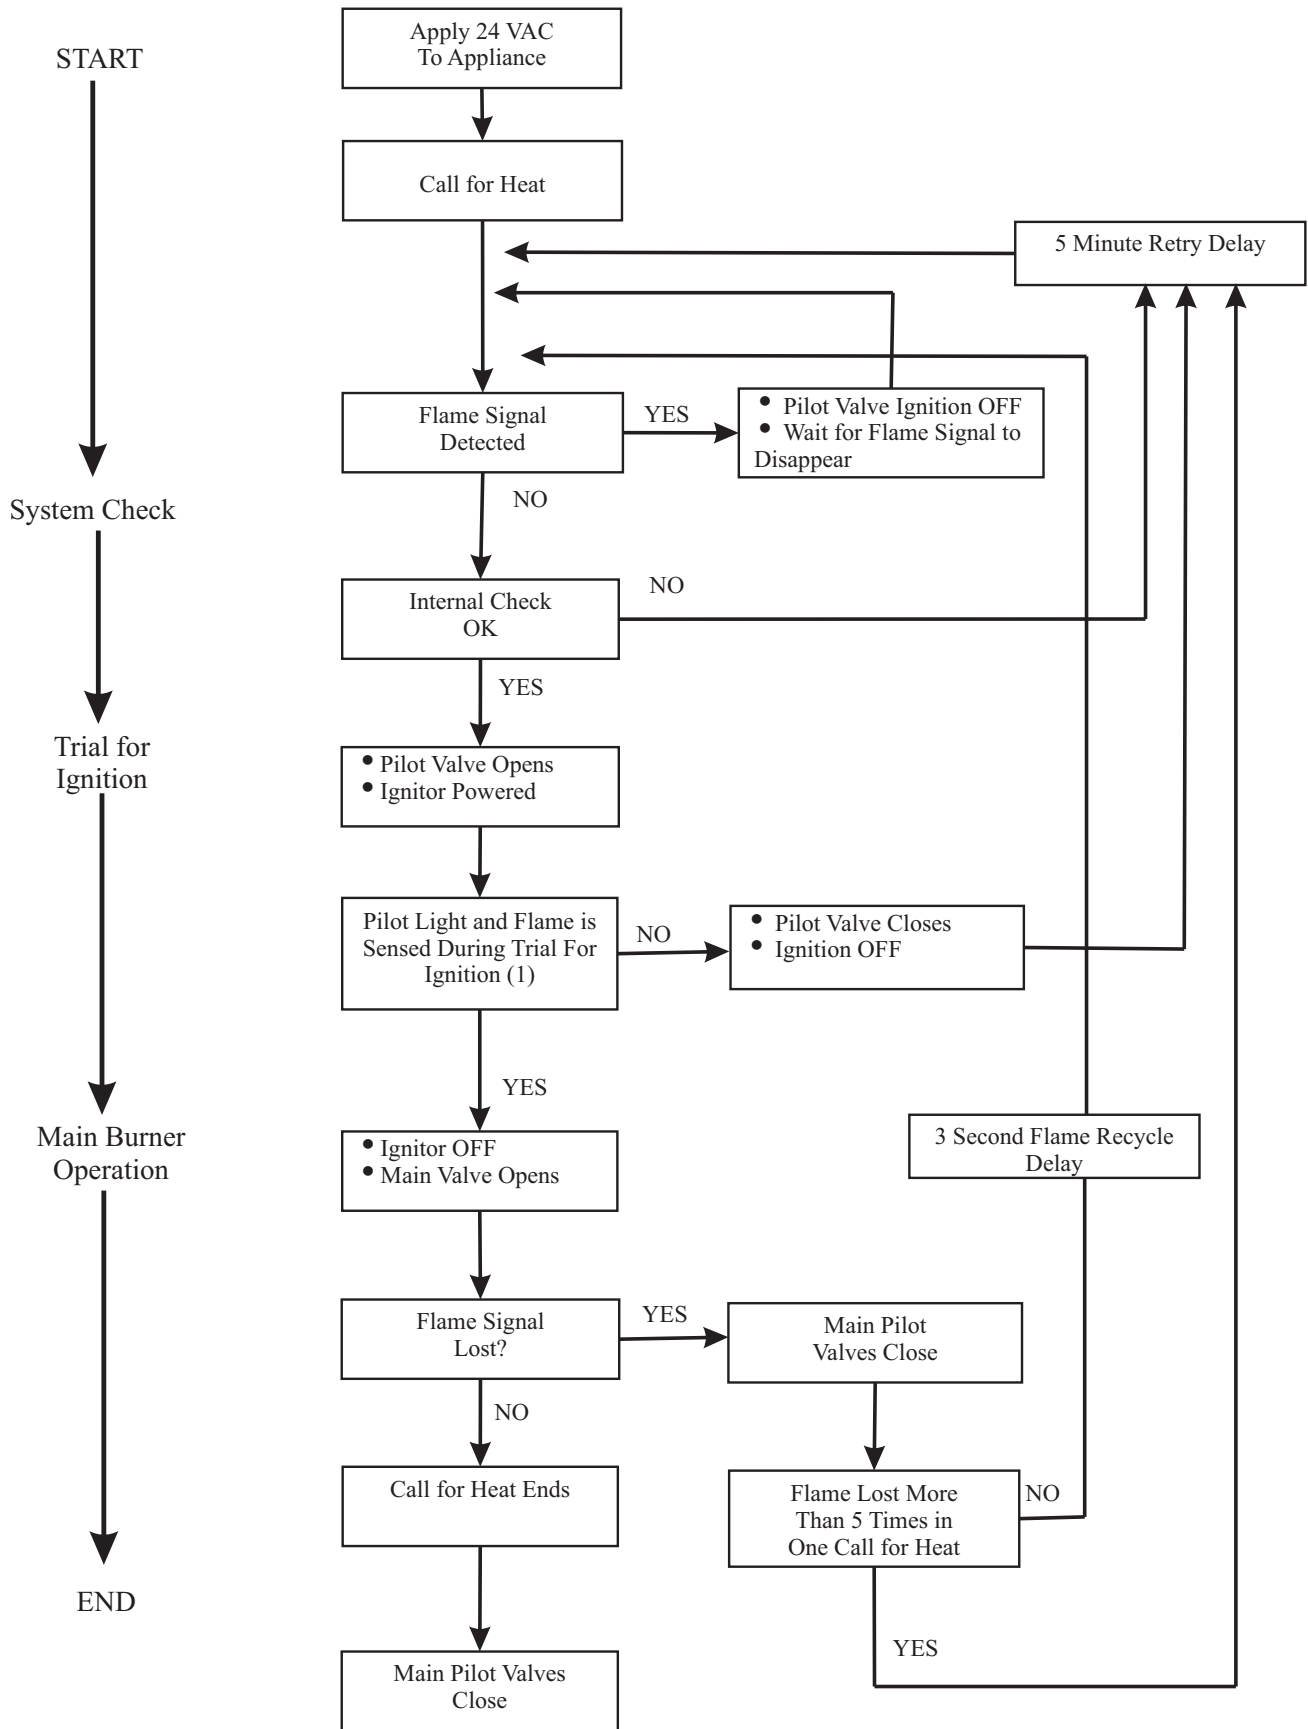 START
System Check
Trial for
Ignition
Main Burner
Operation
END
Apply 24 VAC
To Appliance
Call for Heat
5 Minute Retry Delay
Flame Signal
Detected
YES
• Pilot Valve Ignition OFF
• Wait for Flame Signal to
Disappear
NO
Internal Check
OK
NO
YES
• Pilot Valve Opens
• Ignitor Powered
Pilot Light and Flame is
Sensed During Trial For
Ignition (1)
NO
• Pilot Valve Closes
• Ignition OFF
YES
• Ignitor OFF
• Main Valve Opens
3 Second Flame Recycle
Delay
Flame Signal
Lost?
YES
Main Pilot
Valves Close
NO
Call for Heat Ends
Flame Lost More
Than 5 Times in
One Call for Heat
NO
YES
Main Pilot Valves
Close